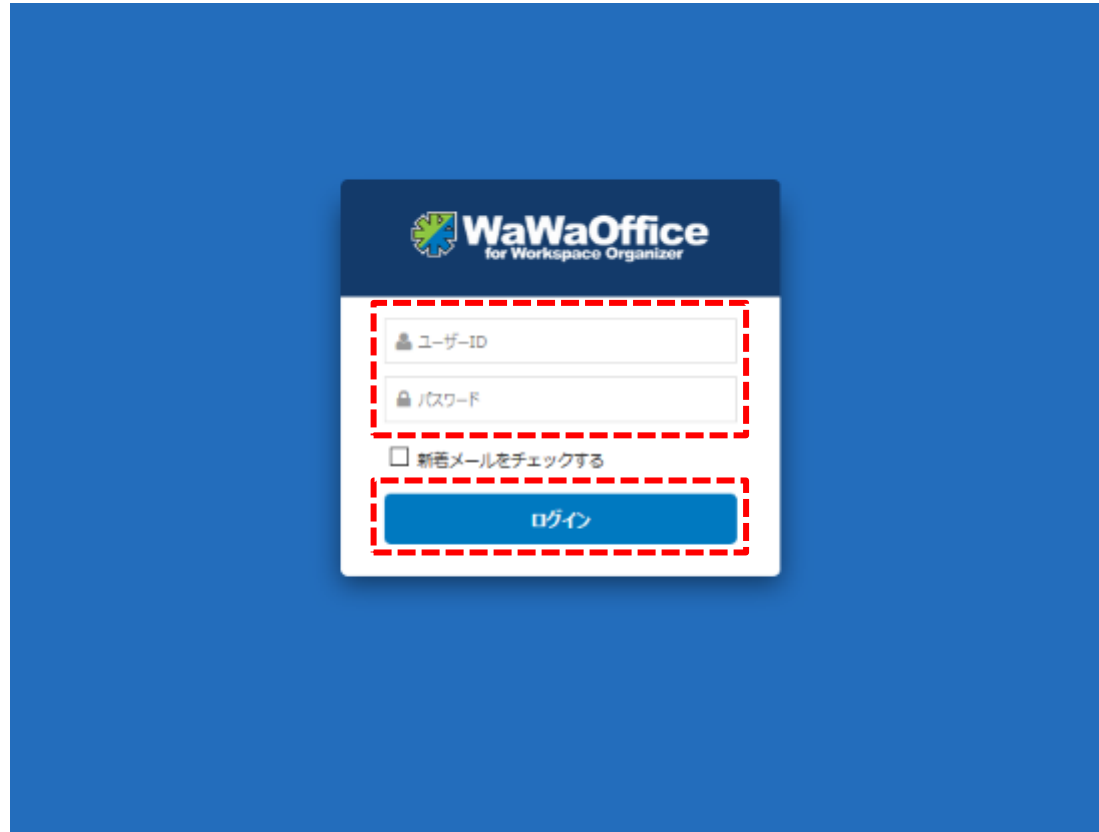 WaWaOffice
for Workspace Organizer
ユーザーID
パスワード
新着メールをチェックする
ログイン